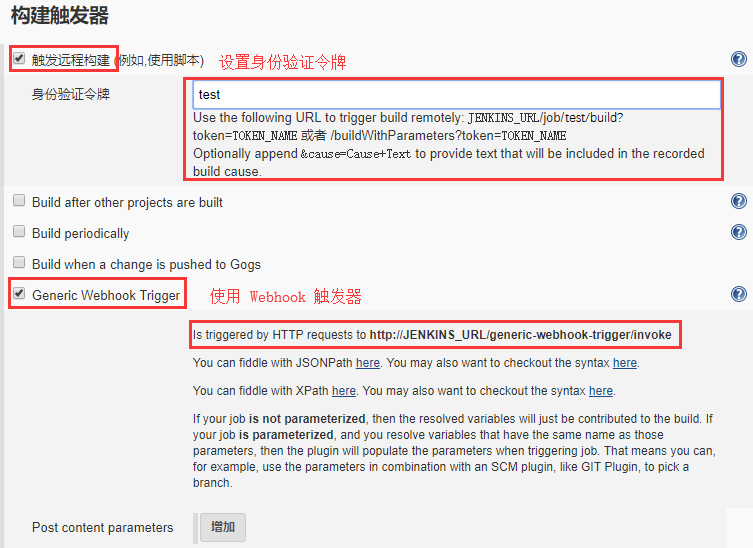 构建触发器
触发远程构建 (例如,使用脚本) 设置身份验证令牌
身份验证令牌 test
Use the following URL to trigger build remotely: JENKINS_URL/job/test/build?
token=TOKEN_NAME 或者 /buildWithParameters?token=TOKEN_NAME
Optionally append &cause=Cause+Text to provide text that will be included in the recorded
build cause.
Build after other projects are built
Build periodically
Build when a change is pushed to Gogs
Generic Webhook Trigger 使用 Webhook 触发器
Is triggered by HTTP requests to http://JENKINS_URL/generic-webhook-trigger/invoke
You can fiddle with JSONPath here. You may also want to checkout the syntax here.
You can fiddle with XPath here. You may also want to checkout the syntax here.
If your job is not parameterized, then the resolved variables will just be contributed to the build. If
your job is parameterized, and you resolve variables that have the same name as those
parameters, then the plugin will populate the parameters when triggering job. That means you can,
for example, use the parameters in combination with an SCM plugin, like GIT Plugin, to pick a
branch.
Post content parameters 增加